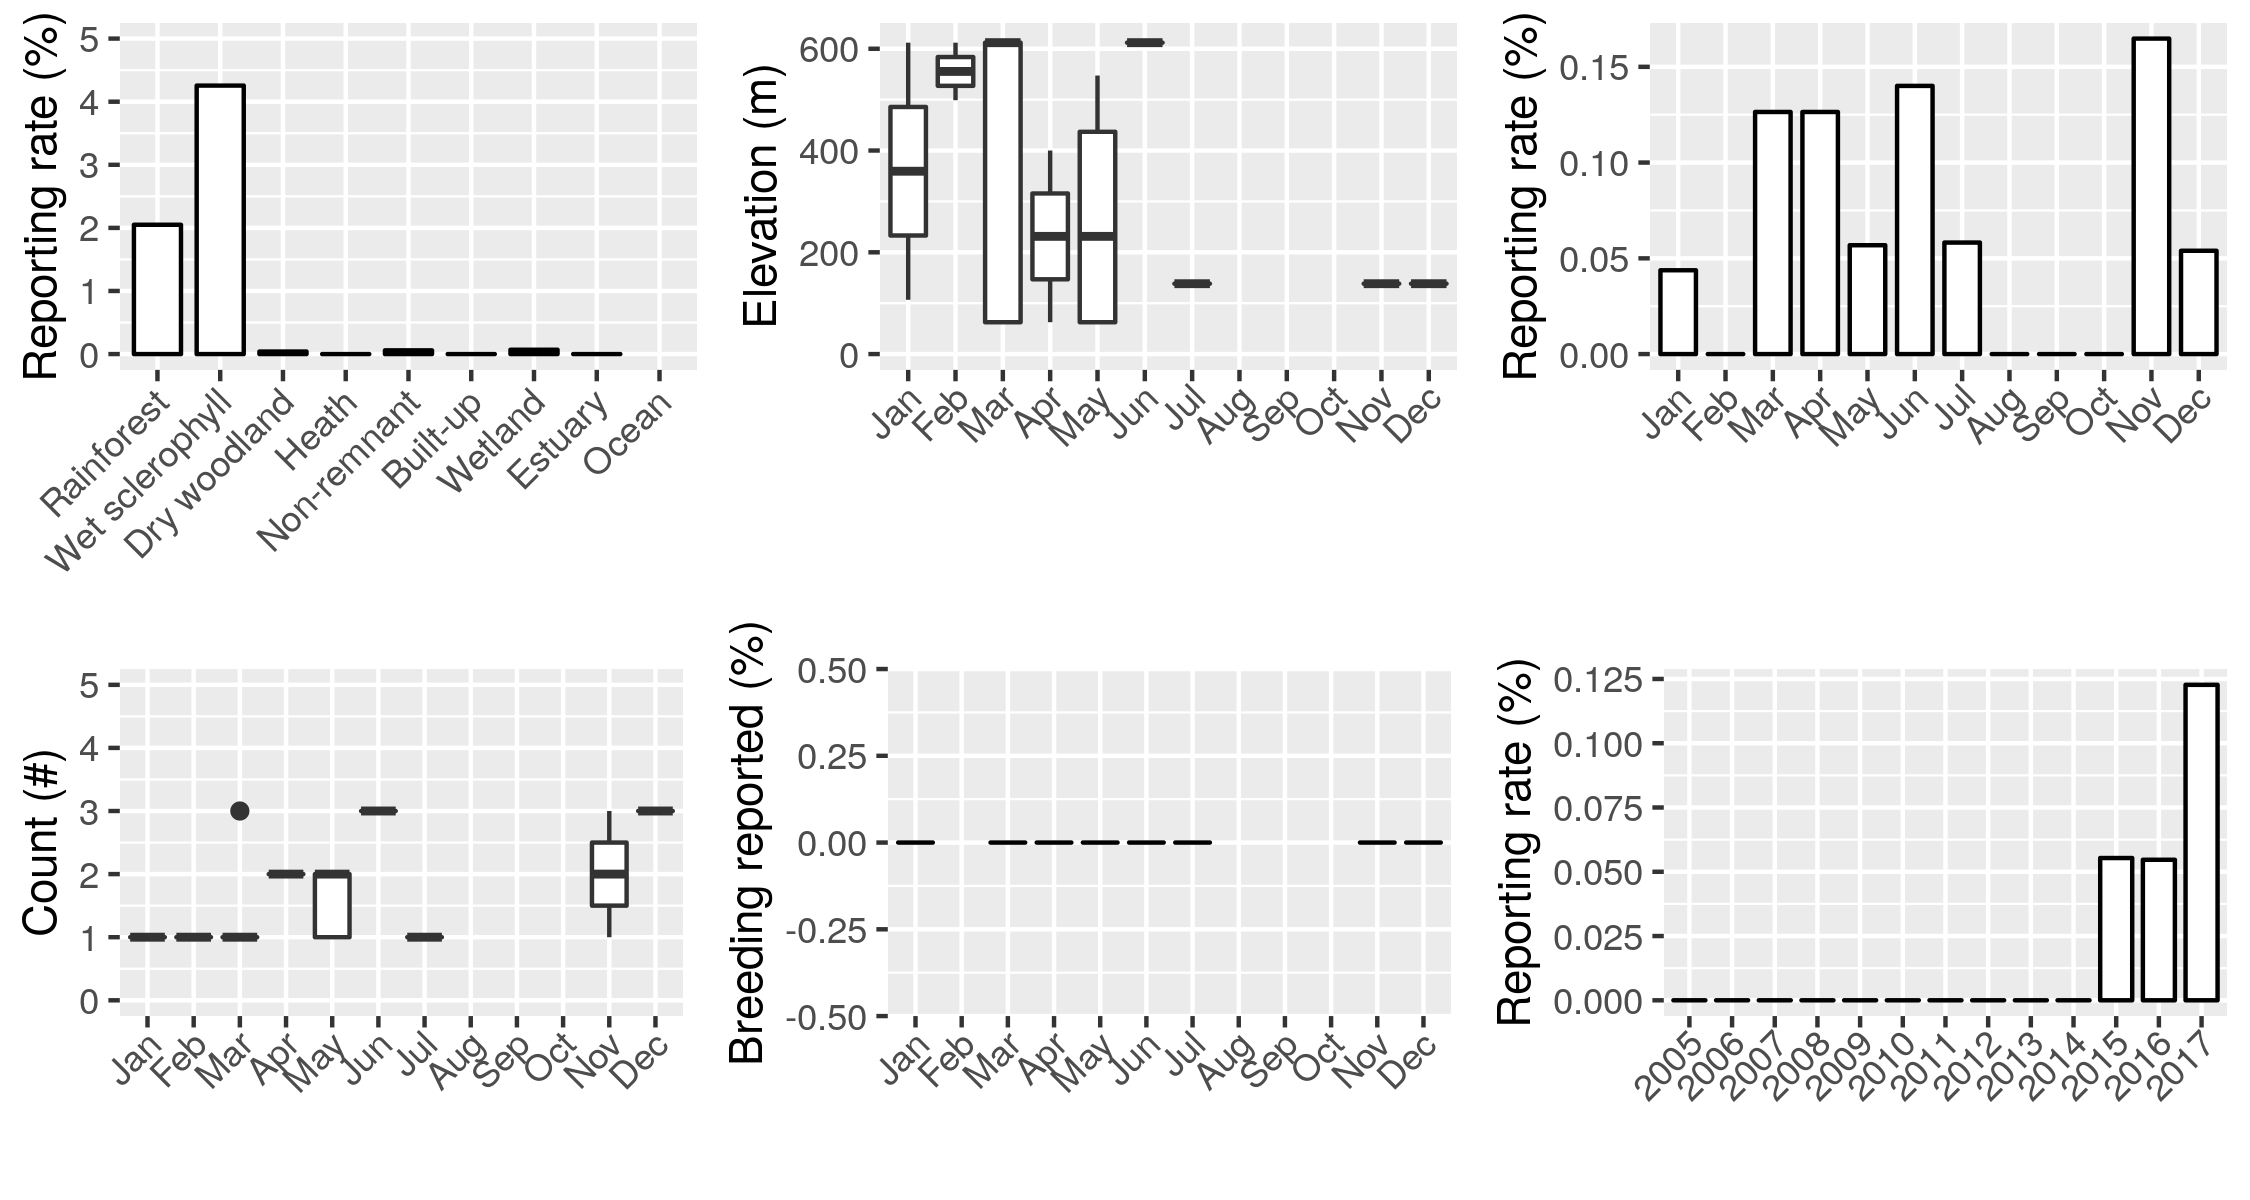 Reporting rate (%)
5
4
3
2
1
0
Rainforest
Wet sclerophyll
Dry woodland
Heath
Non-remnant
Built-up
Wetland
Estuary
Ocean
Elevation (m)
600
400
200
0
Jan
Feb
Mar
Apr
May
Jun
Jul
Aug
Sep
Oct
Nov
Dec
Reporting rate (%)
0.15
0.10
0.05
0.00
Jan
Feb
Mar
Apr
May
Jun
Jul
Aug
Sep
Oct
Nov
Dec
Count (#)
5
4
3
2
1
0
Jan
Feb
Mar
Apr
May
Jun
Jul
Aug
Sep
Oct
Nov
Dec
Breeding reported (%)
0.50
0.25
0.00
-0.25
-0.50
Jan
Feb
Mar
Apr
May
Jun
Jul
Aug
Sep
Oct
Nov
Dec
Reporting rate (%)
0.125
0.100
0.075
0.050
0.025
0.000
2005
2006
2007
2008
2009
2010
2011
2012
2013
2014
2015
2016
2017